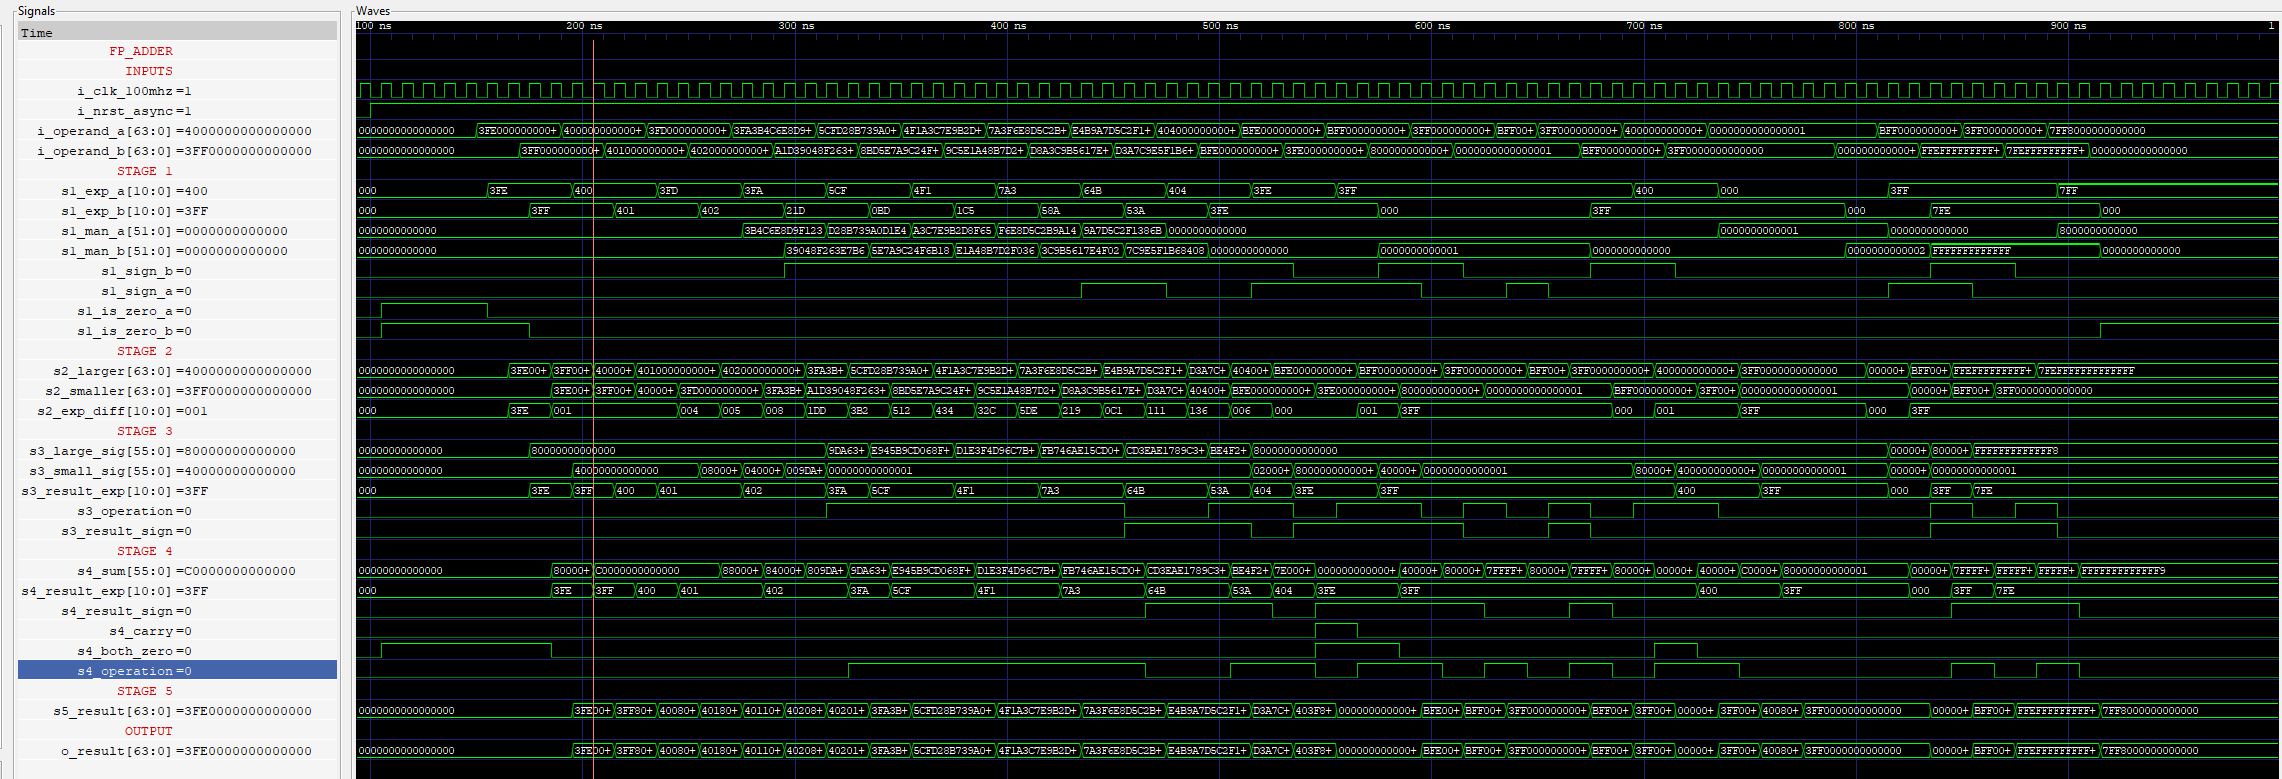 Signals
Waves
Time
100 ns 200 ns 300 ns 400 ns 500 ns 600 ns 700 ns 800 ns 900 ns 1
FP_ADDER
INPUTS
i_clk_100mhz =1
i_nrst_async =1
i_operand_a[63:0] =4000000000000000 0000000000000000 3FE000000000+ 400000000000+ 3FD000000000+ 3FA3B4C6E8D9+ 5CFD28B739A0+ 4F1A3C7E9B2D+ 7A3F6E8D5C2B+ E4B9A7D5C2F1+ 404000000000+ BFE000000000+ BFF000000000+ 3FF000000000+ BFF00+ 3FF000000000+ 400000000000+ 0000000000000001 BFF000000000+ 3FF000000000+ 7FF8000000000000
i_operand_b[63:0] =3FF0000000000000 0000000000000000 3FF000000000+ 401000000000+ 402000000000+ A1D39048F263+ 8BD5E7A9C24F+ 9C5E1A48B7D2+ D8A3C9B5617E+ D3A7C9E5F1B6+ BFE000000000+ 3FE000000000+ 800000000000+ 0000000000000001 BFF000000000+ 3FF0000000000000 000000000000+ FFEFFFFFFFFF+ 7FEFFFFFFFFF+ 0000000000000000
STAGE 1
s1_exp_a[10:0] =400 000 3FE 400 3FD 3FA 5CF 4F1 7A3 64B 404 3FE 3FF 400 000 3FF 7FF
s1_exp_b[10:0] =3FF 000 3FF 401 402 21D 0BD 1C5 58A 53A 3FE 000 3FF 000 7FE 000
s1_man_a[51:0] =0000000000000 0000000000000 3B4C6E8D9F123 D28B739A0D1E4 A3C7E9B2D8F65 F6E8D5C2B9A14 9A7D5C2F1386B 0000000000000 0000000000001 0000000000000 8000000000000
s1_man_b[51:0] =0000000000000 0000000000000 39048F263E7B6 5E7A9C24F6B18 E1A48B7D2F036 3C9B5617E4F02 7C9E5F1B68408 0000000000000 0000000000001 0000000000000 0000000000002 FFFFFFFFFFFFF 0000000000000
s1_sign_b =0
s1_sign_a =0
s1_is_zero_a =0
s1_is_zero_b =0
STAGE 2
s2_larger[63:0] =4000000000000000 0000000000000000 3FE00+ 3FF00+ 40000+ 401000000000+ 402000000000+ 3FA3B+ 5CFD28B739A0+ 4F1A3C7E9B2D+ 7A3F6E8D5C2B+ E4B9A7D5C2F1+ D3A7C+ 40400+ BFE000000000+ BFF000000000+ 3FF000000000+ BFF00+ 3FF000000000+ 400000000000+ 3FF0000000000000 00000+ BFF00+ FFEFFFFFFFFF+ 7FEFFFFFFFFFFFFF
s2_smaller[63:0] =3FF0000000000000 0000000000000000 3FE00+ 3FF00+ 40000+ 3FD000000000+ 3FA3B+ A1D39048F263+ 8BD5E7A9C24F+ 9C5E1A48B7D2+ D8A3C9B5617E+ D3A7C+ 40400+ BFE000000000+ 3FE000000000+ 800000000000+ 0000000000000001 BFF000000000+ 3FF00+ 0000000000000001 00000+ BFF00+ 3FF0000000000000
s2_exp_diff[10:0] =001 000 3FE 001 004 005 008 1DD 3B2 512 434 32C 5DE 219 0C1 111 136 006 000 001 3FF 000 001 3FF 000 3FF
STAGE 3
s3_large_sig[55:0] =80000000000000 00000000000000 80000000000000 9DA63+ E945B9CD068F+ D1E3F4D96C7B+ FB746AE15CD0+ CD3EAE1789C3+ BE4F2+ 80000000000000 00000+ 80000+ FFFFFFFFFFFFF8
s3_small_sig[55:0] =40000000000000 00000000000000 40000000000000 08000+ 04000+ 009DA+ 00000000000001 02000+ 800000000000+ 40000+ 00000000000001 80000+ 400000000000+ 00000000000001 00000+ 00000000000001
s3_result_exp[10:0] =3FF 000 3FE 3FF 400 401 402 3FA 5CF 4F1 7A3 64B 53A 404 3FE 3FF 400 3FF 000 3FF 7FE
s3_operation =0
s3_result_sign =0
STAGE 4
s4_sum[55:0] =C0000000000000 00000000000000 80000+ C0000000000000 88000+ 84000+ 809DA+ 9DA63+ E945B9CD068F+ D1E3F4D96C7B+ FB746AE15CD0+ CD3EAE1789C3+ BE4F2+ 7E000+ 000000000000+ 40000+ 80000+ 7FFFF+ 80000+ 7FFFF+ 80000+ 00000+ 40000+ C0000+ 80000000000001 00000+ 7FFFF+ FFFFF+ FFFFF+ FFFFFFFFFFFFF9
s4_result_exp[10:0] =3FF 000 3FE 3FF 400 401 402 3FA 5CF 4F1 7A3 64B 53A 404 3FE 3FF 400 3FF 000 3FF 7FE
s4_result_sign =0
s4_carry =0
s4_both_zero =0
s4_operation =0
STAGE 5
s5_result[63:0] =3FE0000000000000 0000000000000000 3FE00+ 3FF80+ 40080+ 40180+ 40110+ 40208+ 40201+ 3FA3B+ 5CFD28B739A0+ 4F1A3C7E9B2D+ 7A3F6E8D5C2B+ E4B9A7D5C2F1+ D3A7C+ 403F8+ 000000000000+ BFE00+ BFF00+ 3FF000000000+ BFF00+ 3FF00+ 00000+ 3FF00+ 40080+ 3FF0000000000000 00000+ BFF00+ FFEFFFFFFFFF+ 7FF8000000000000
OUTPUT
o_result[63:0] =3FE0000000000000 0000000000000000 3FE00+ 3FF80+ 40080+ 40180+ 40110+ 40208+ 40201+ 3FA3B+ 5CFD28B739A0+ 4F1A3C7E9B2D+ 7A3F6E8D5C2B+ E4B9A7D5C2F1+ D3A7C+ 403F8+ 000000000000+ BFE00+ BFF00+ 3FF000000000+ BFF00+ 3FF00+ 00000+ 3FF00+ 40080+ 3FF0000000000000 00000+ BFF00+ FFEFFFFFFFFF+ 7FF8000000000000